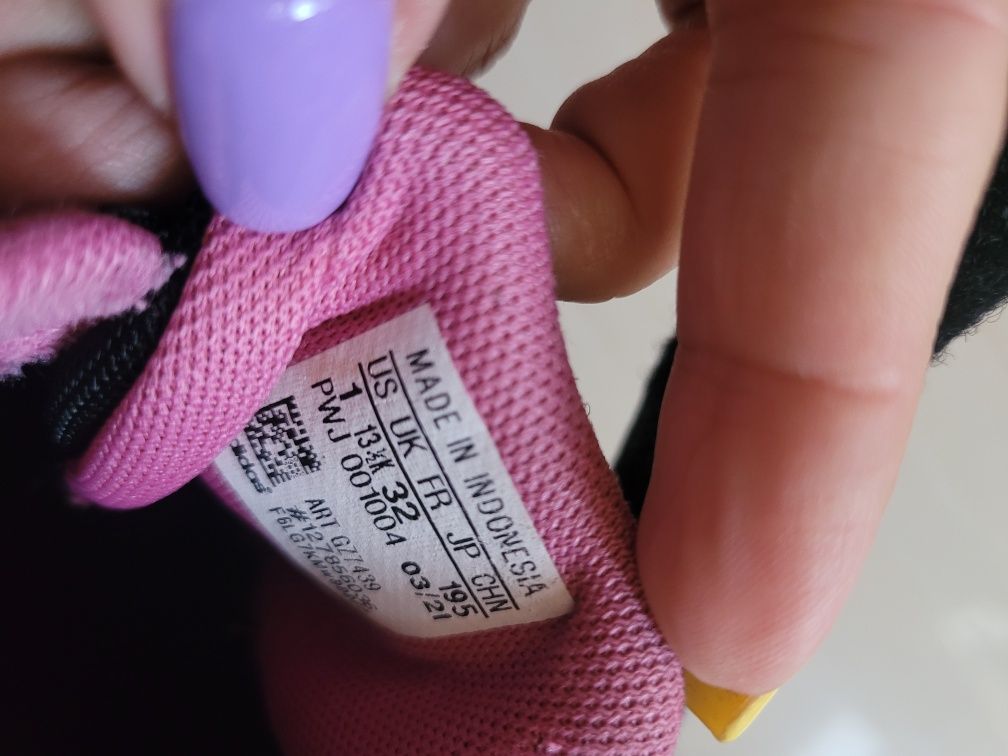 MADE IN INDONESIA
US UK FR JP CHN
1 13½K 32 195
PWJ 001004 03/21
adidas
ART GZ7439